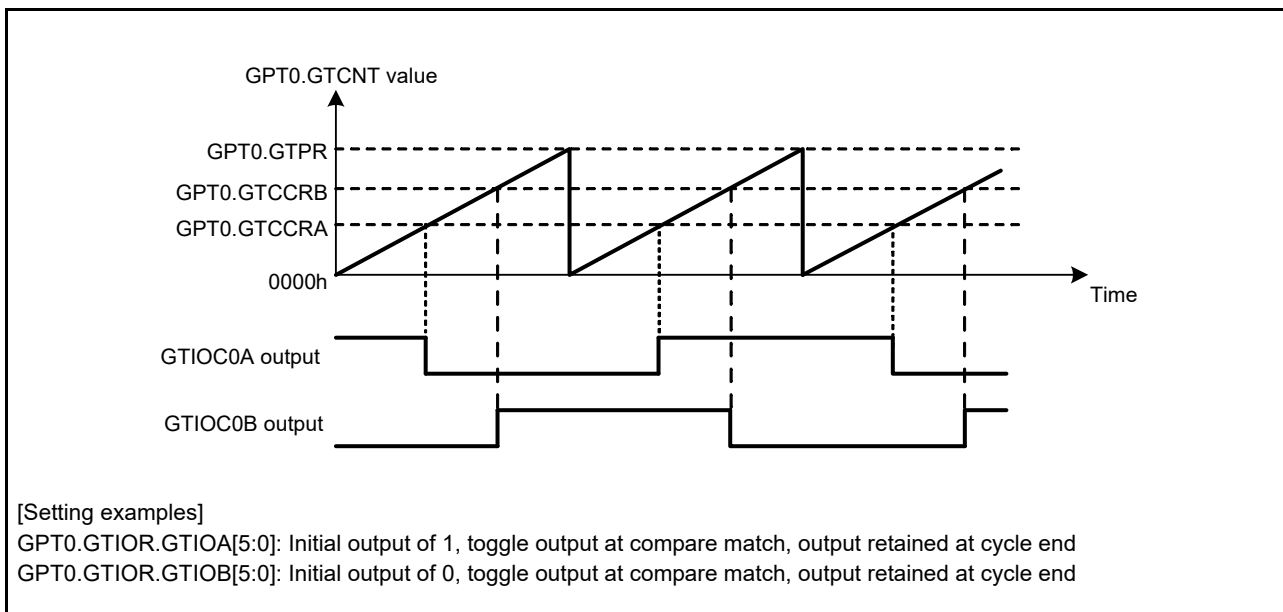 GPT0.GTCNT value
GPT0.GTPR
GPT0.GTCCRB
GPT0.GTCCRA
0000h
Time
GTIOC0A output
GTIOC0B output
[Setting examples]
GPT0.GTIOR.GTIOA[5:0]: Initial output of 1, toggle output at compare match, output retained at cycle end
GPT0.GTIOR.GTIOB[5:0]: Initial output of 0, toggle output at compare match, output retained at cycle end